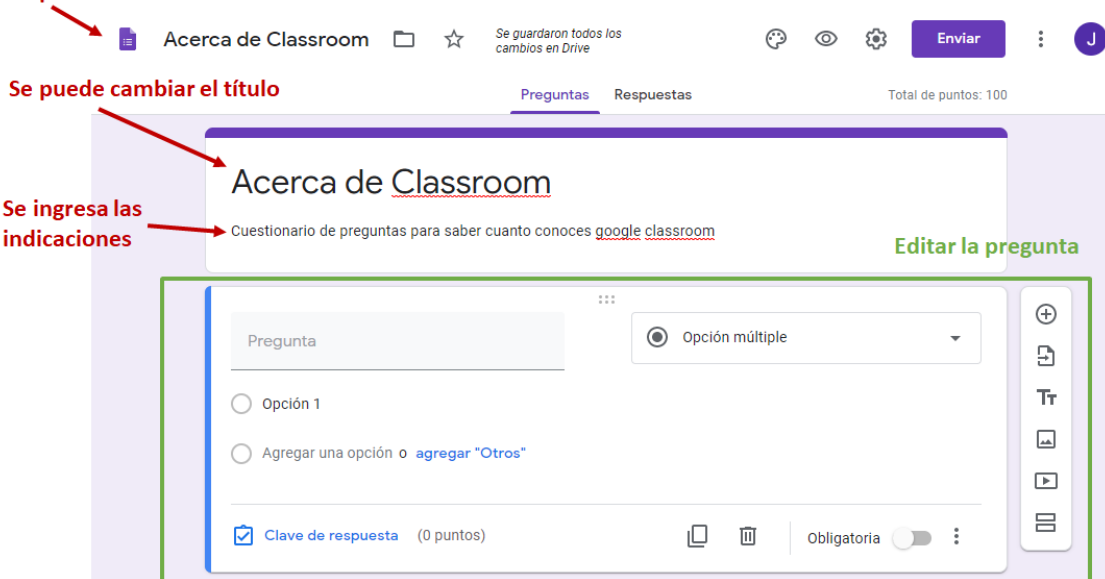 Acerca de Classroom
Se guardaron todos los
cambios en Drive
Enviar
J
Se puede cambiar el título
Preguntas Respuestas
Total de puntos: 100
Acerca de Classroom
Se ingresa las
indicaciones
Cuestionario de preguntas para saber cuanto conoces google classroom
Editar la pregunta
Pregunta
Opción múltiple
Opción 1
Agregar una opción o agregar "Otros"
Tт
Clave de respuesta (0 puntos)
Obligatoria